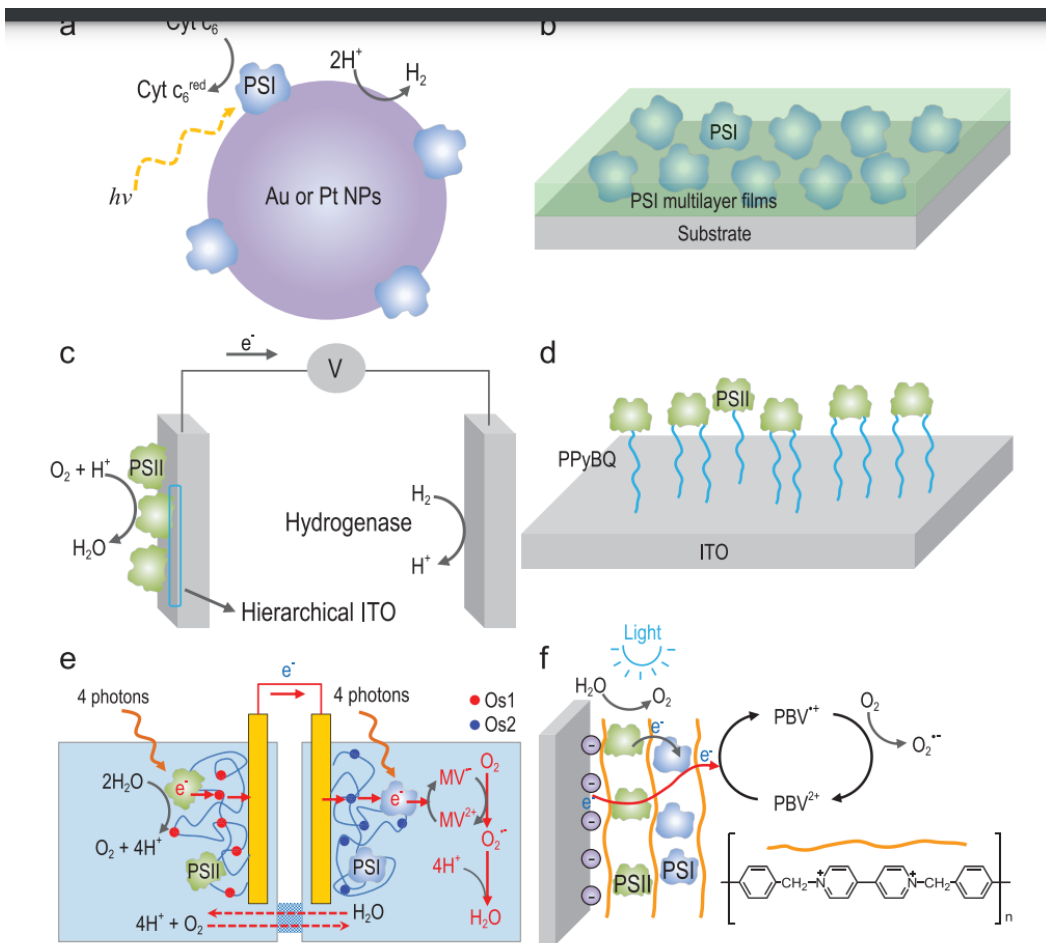 a
Cyt c₆
Cyt c₆ʳᵉᵈ
PSI
2H⁺
H₂
hν
Au or Pt NPs
b
PSI
PSI multilayer films
Substrate
c
e⁻
V
PSII
O₂ + H⁺
H₂O
Hydrogenase
H₂
H⁺
Hierarchical ITO
d
PSII
PPyBQ
ITO
e
e⁻
4 photons
4 photons
Os1
Os2
2H₂O
e⁻
O₂ + 4H⁺
PSII
e⁻
MV⁻
MV²⁺
O₂
O₂⁻
PSI
4H⁺
H₂O
H₂O
4H⁺ + O₂
f
Light
H₂O
O₂
e⁻
e⁻
e⁻
PSII
PSI
PBV•⁺
PBV²⁺
O₂
O₂•⁻
CH₂
N⁺
N⁺
CH₂
n